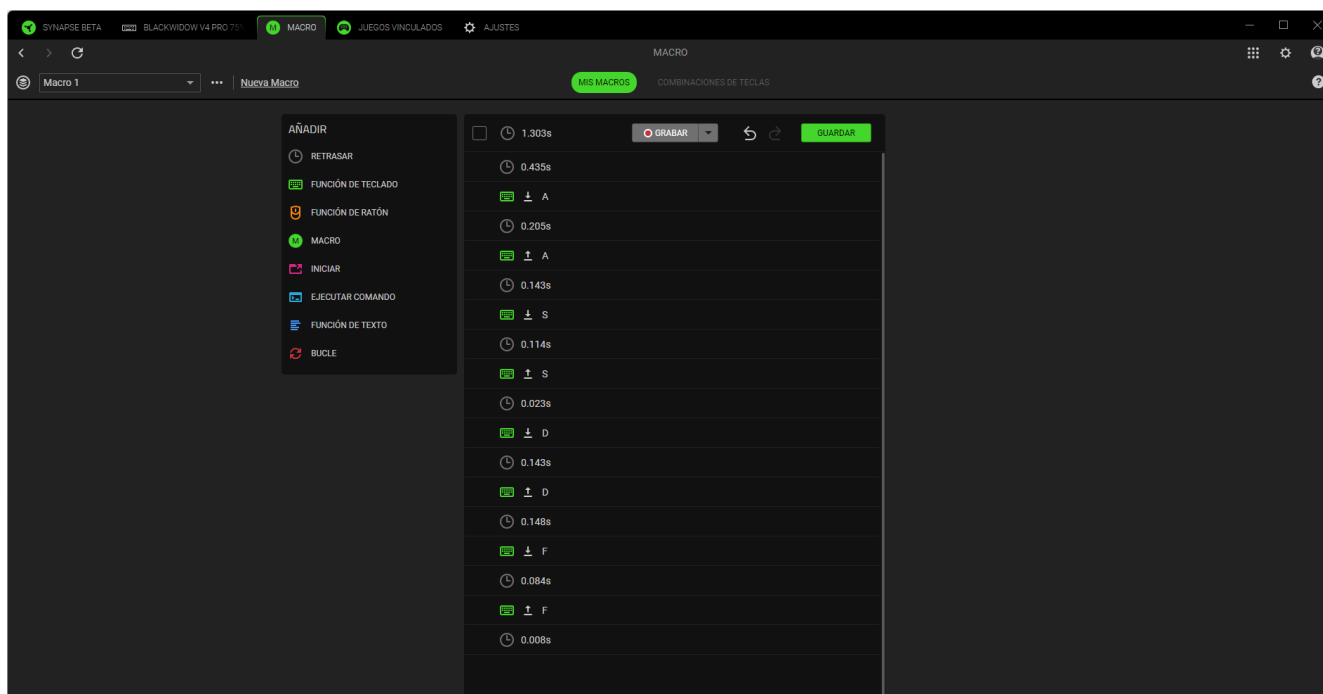 SYNAPSE BETA BLACKWIDOW V4 PRO 75% MACRO JUEGOS VINCULADOS AJUSTES
MACRO
Macro 1 Nueva Macro MIS MACROS COMBINACIONES DE TECLAS
AÑADIR
RETRASAR
FUNCIÓN DE TECLADO
FUNCIÓN DE RATÓN
M MACRO
INICIAR
EJECUTAR COMANDO
FUNCIÓN DE TEXTO
BUCLE
1.303s GRABAR GUARDAR
0.435s
A
0.205s
A
0.143s
S
0.114s
S
0.023s
D
0.143s
D
0.148s
F
0.084s
F
0.008s